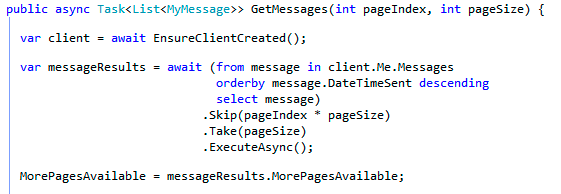 public async Task<List<MyMessage>> GetMessages(int pageIndex, int pageSize) {
var client = await EnsureClientCreated();
var messageResults = await (from message in client.Me.Messages
orderby message.DateTimeSent descending
select message)
.Skip(pageIndex * pageSize)
.Take(pageSize)
.ExecuteAsync();
MorePagesAvailable = messageResults.MorePagesAvailable;